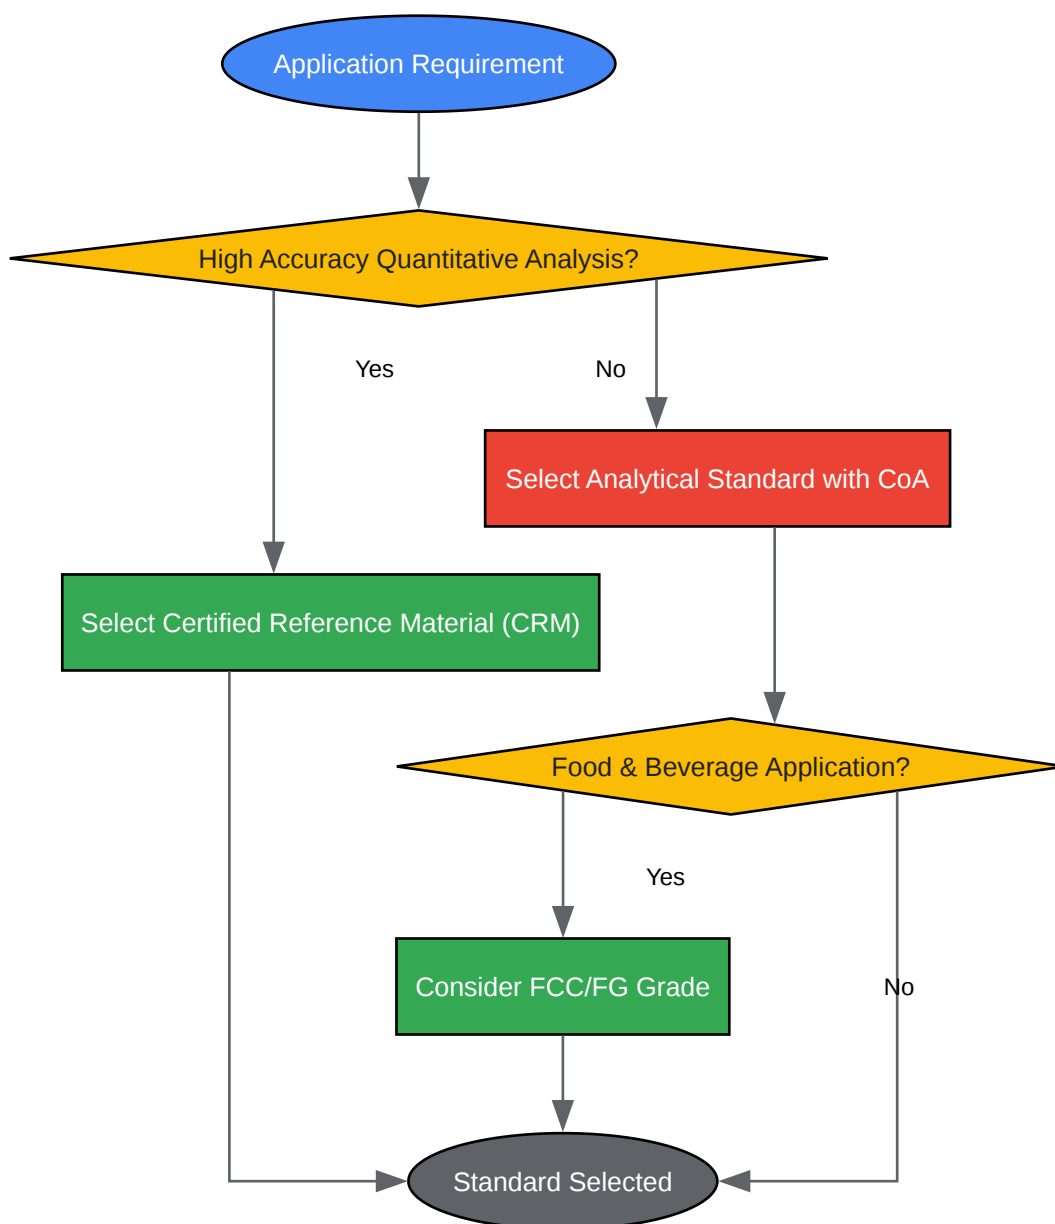 Application Requirement
High Accuracy Quantitative Analysis?
Yes
No
Select Analytical Standard with CoA
Select Certified Reference Material (CRM)
Food & Beverage Application?
Yes
Consider FCC/FG Grade
No
Standard Selected